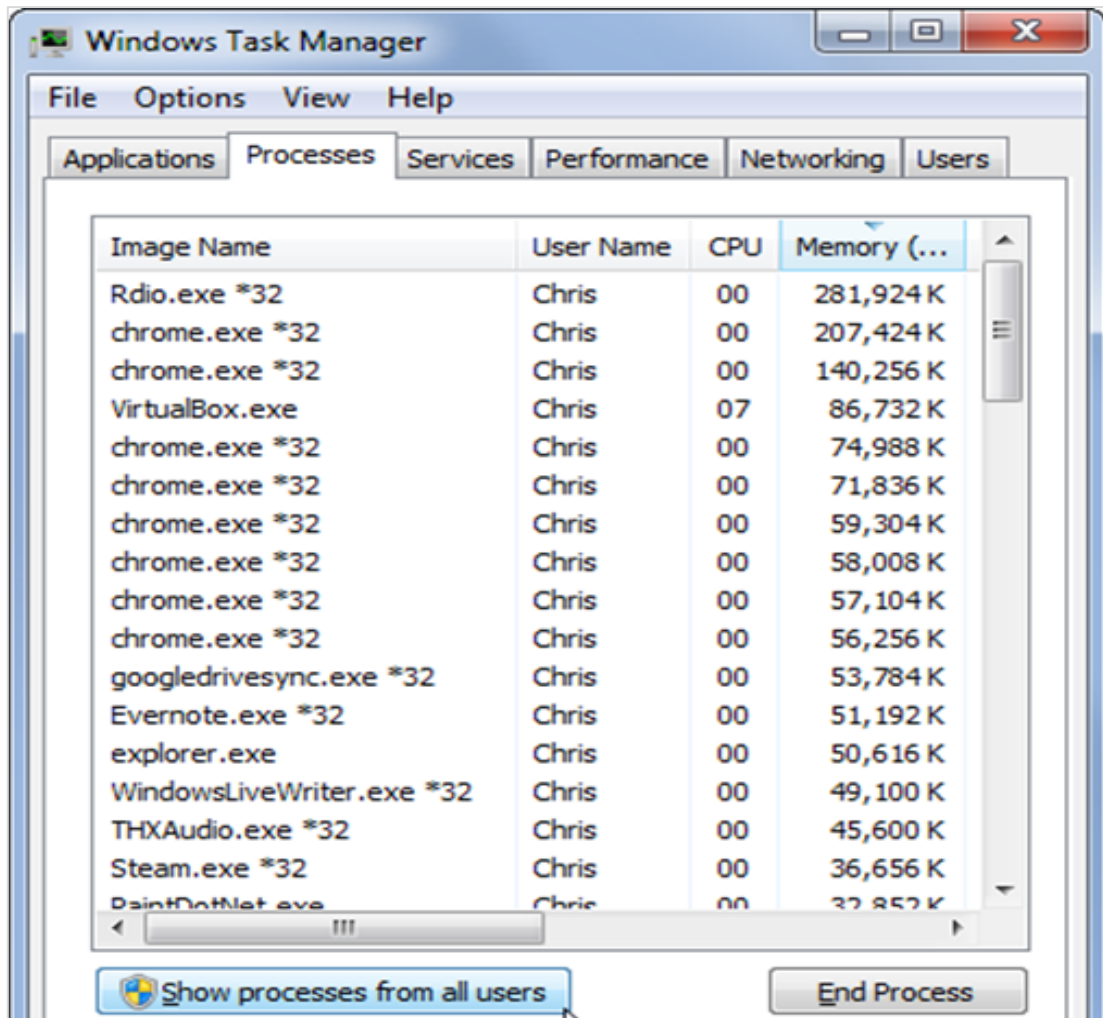 Windows Task Manager
File Options View Help
Applications Processes Services Performance Networking Users
Image Name User Name CPU Memory (...
Rdio.exe *32 Chris 00 281,924 K
chrome.exe *32 Chris 00 207,424 K
chrome.exe *32 Chris 00 140,256 K
VirtualBox.exe Chris 07 86,732 K
chrome.exe *32 Chris 00 74,988 K
chrome.exe *32 Chris 00 71,836 K
chrome.exe *32 Chris 00 59,304 K
chrome.exe *32 Chris 00 58,008 K
chrome.exe *32 Chris 00 57,104 K
chrome.exe *32 Chris 00 56,256 K
googledrivesync.exe *32 Chris 00 53,784 K
Evernote.exe *32 Chris 00 51,192 K
explorer.exe Chris 00 50,616 K
WindowsLiveWriter.exe *32 Chris 00 49,100 K
THXAudio.exe *32 Chris 00 45,600 K
Steam.exe *32 Chris 00 36,656 K
PaintDotNet.exe Chris 00 32,852 K
Show processes from all users End Process